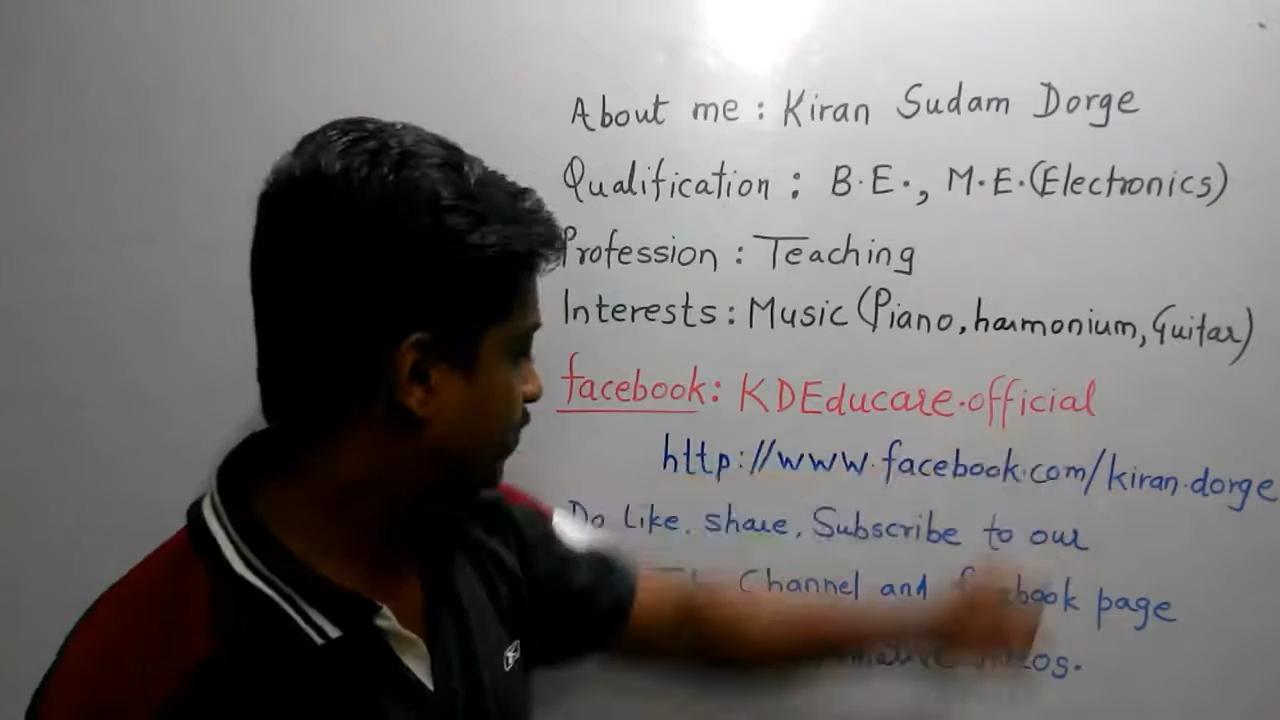 About me : Kiran Sudam Dorge
Qualification : B.E., M.E.(Electronics)
Profession : Teaching
Interests : Music (Piano, harmonium, Guitar)
facebook : KDEducare.official
http://www.facebook.com/kiran.dorge
Do Like, share, Subscribe to our
Channel and page